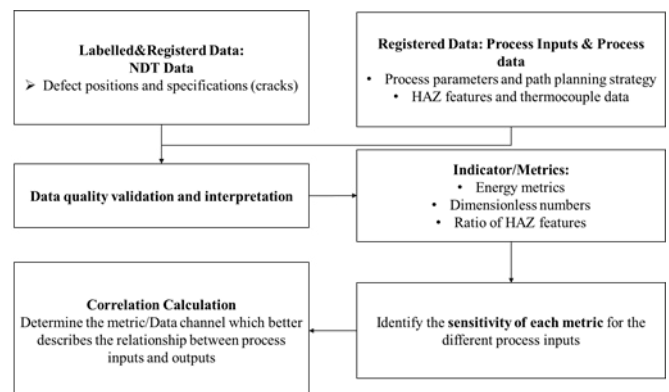 Labelled&Registerd Data:
NDT Data
➢ Defect positions and specifications (cracks)
Registered Data: Process Inputs & Process
data
• Process parameters and path planning strategy
• HAZ features and thermocouple data
Data quality validation and interpretation
Indicator/Metrics:
• Energy metrics
• Dimensionless numbers
• Ratio of HAZ features
Correlation Calculation
Determine the metric/Data channel which better
describes the relationship between process
inputs and outputs
Identify the sensitivity of each metric for the
different process inputs